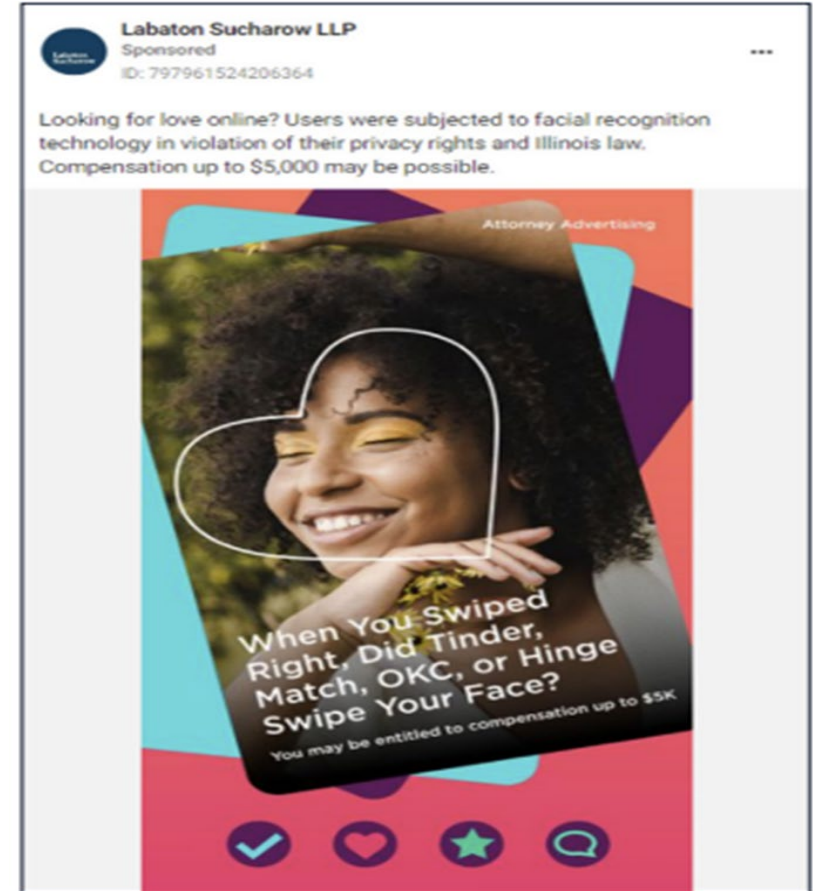 Labaton Sucharow LLP
Sponsored
ID: 797961524206364
Labaton
Sucharow
Looking for love online? Users were subjected to facial recognition
technology in violation of their privacy rights and Illinois law.
Compensation up to $5,000 may be possible.
Attorney Advertising
When You Swiped
Right, Did Tinder,
Match, OKC, or Hinge
Swipe Your Face?
You may be entitled to compensation up to $5K